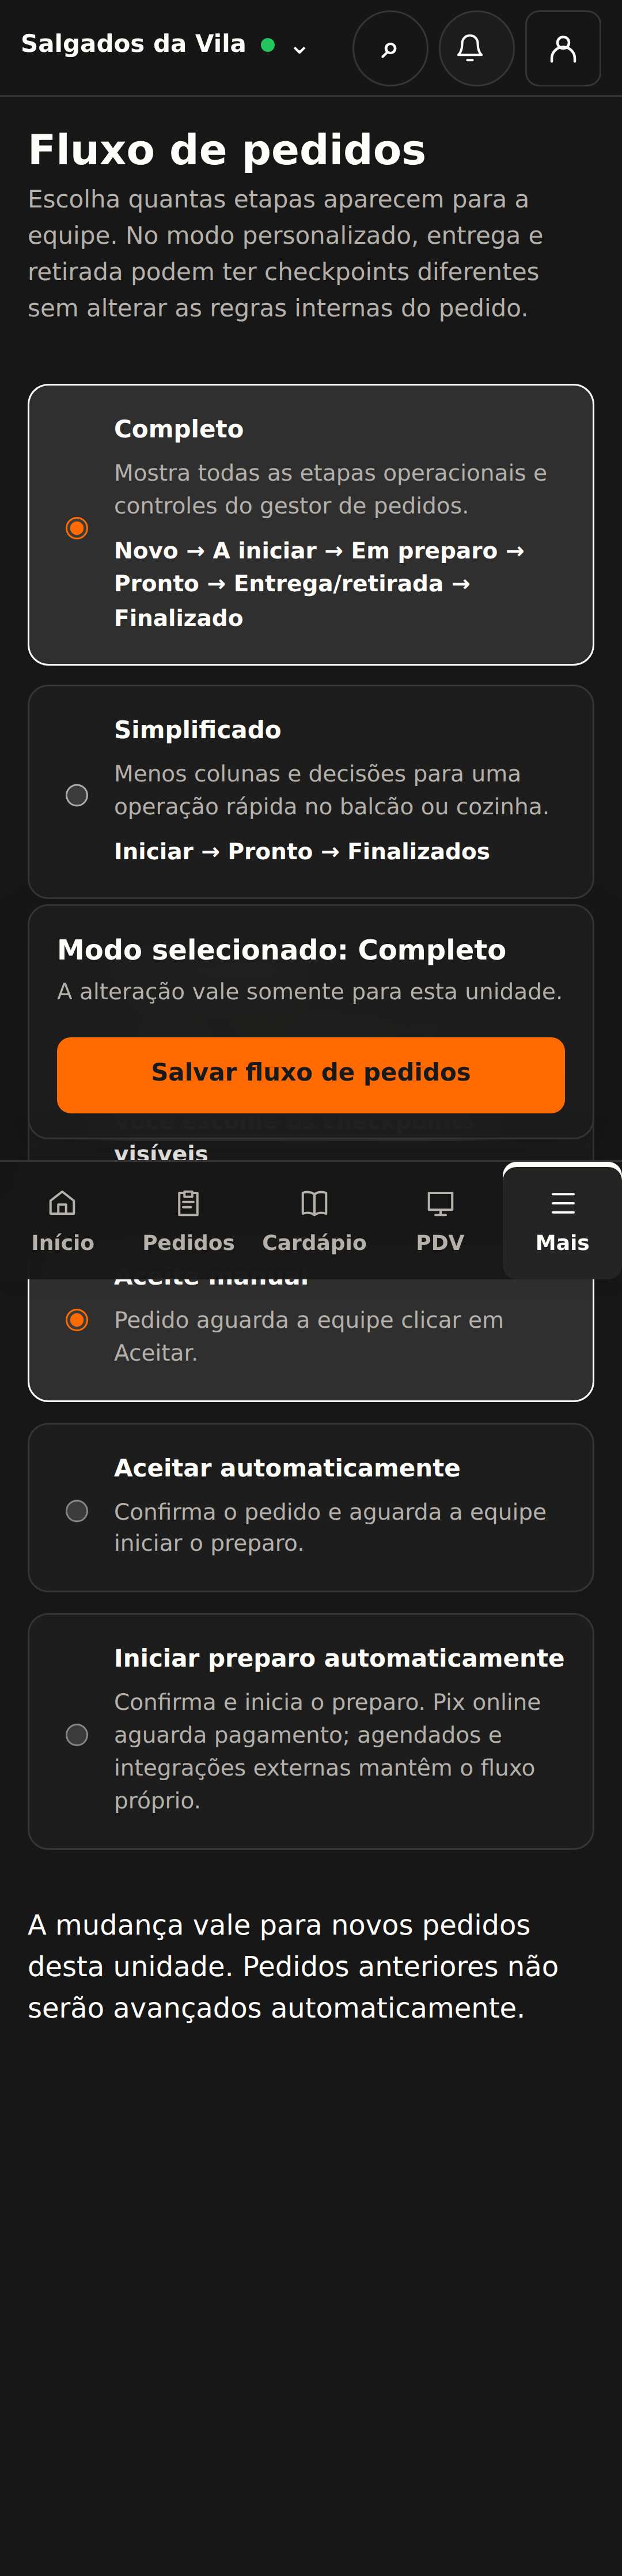 Salgados da Vila
Fluxo de pedidos
Escolha quantas etapas aparecem para a
equipe. No modo personalizado, entrega e
retirada podem ter checkpoints diferentes
sem alterar as regras internas do pedido.
Completo
Mostra todas as etapas operacionais e
controles do gestor de pedidos.
Novo → A iniciar → Em preparo →
Pronto → Entrega/retirada →
Finalizado
Simplificado
Menos colunas e decisões para uma
operação rápida no balcão ou cozinha.
Iniciar → Pronto → Finalizados
Modo selecionado: Completo
A alteração vale somente para esta unidade.
Salvar fluxo de pedidos
Você escolhe os checkpoints
visíveis
Início Pedidos Cardápio PDV Mais
Aceite manual
Pedido aguarda a equipe clicar em
Aceitar.
Aceitar automaticamente
Confirma o pedido e aguarda a equipe
iniciar o preparo.
Iniciar preparo automaticamente
Confirma e inicia o preparo. Pix online
aguarda pagamento; agendados e
integrações externas mantêm o fluxo
próprio.
A mudança vale para novos pedidos
desta unidade. Pedidos anteriores não
serão avançados automaticamente.